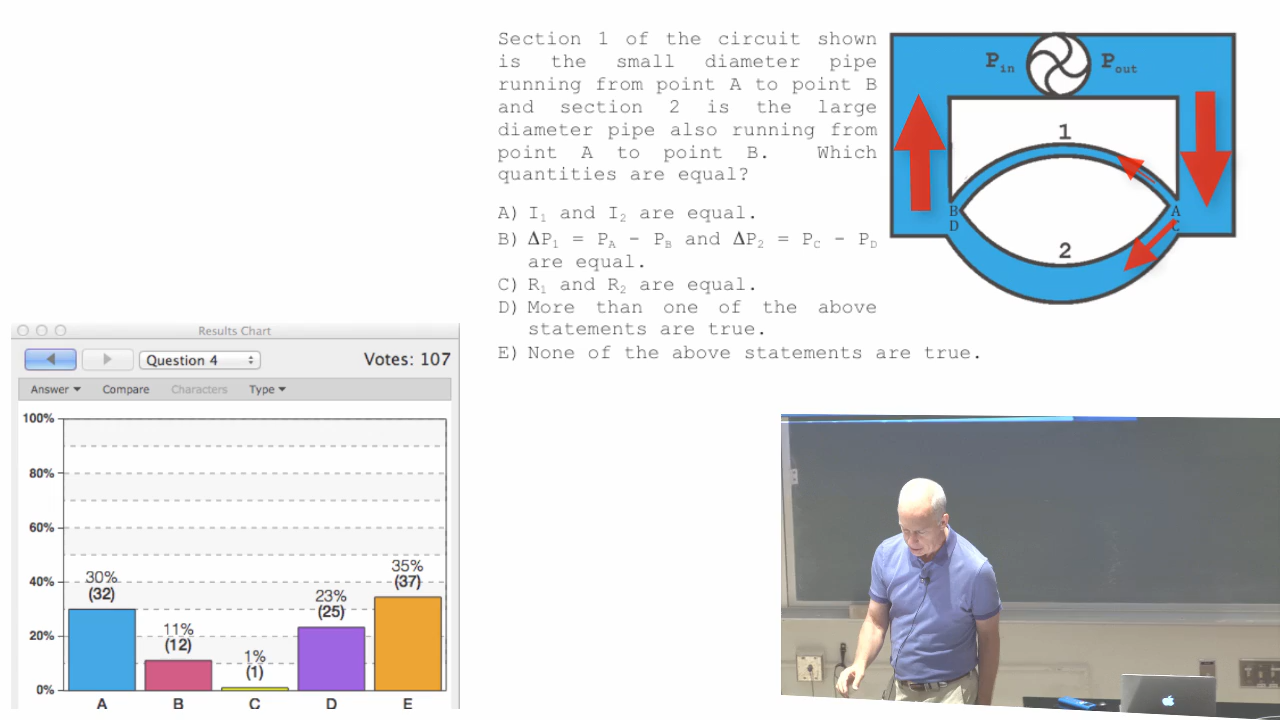 Section 1 of the circuit shown
is the small diameter pipe
running from point A to point B
and section 2 is the large
diameter pipe also running from
point A to point B. Which
quantities are equal?
A) I₁ and I₂ are equal.
B) ΔP₁ = P_A - P_B and ΔP₂ = P_C - P_D
are equal.
C) R₁ and R₂ are equal.
D) More than one of the above
statements are true.
E) None of the above statements are true.
P_in P_out
1
B A
D C
2
Results Chart
Question 4 Votes: 107
Answer Compare Characters Type
100%
80%
60%
40%
20%
0%
30%
(32)
11%
(12)
1%
(1)
23%
(25)
35%
(37)
A B C D E